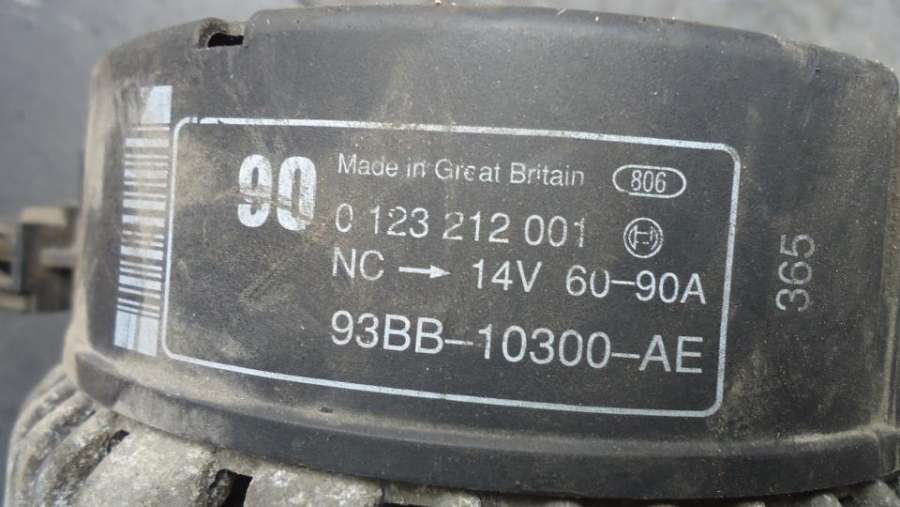 90
Made in Great Britain 806
0 123 212 001
NC → 14V 60-90A
93BB-10300-AE
365